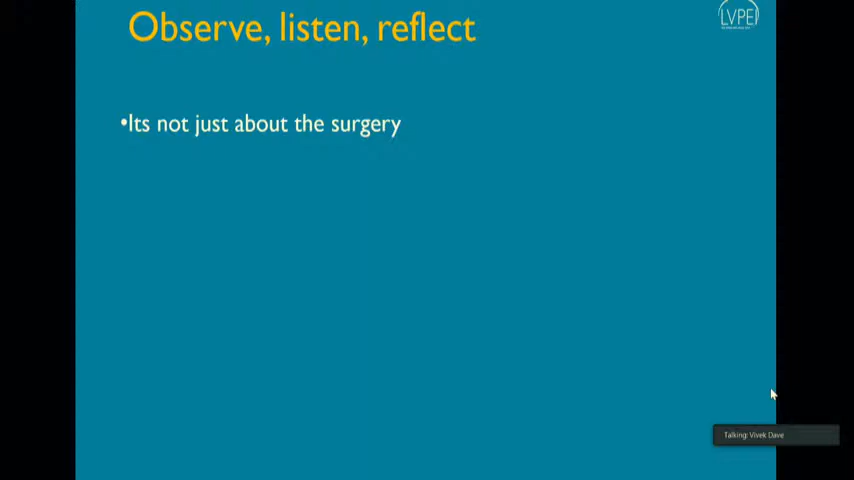 Observe, listen, reflect
LVPEI
•Its not just about the surgery
Talking: Vivek Dave